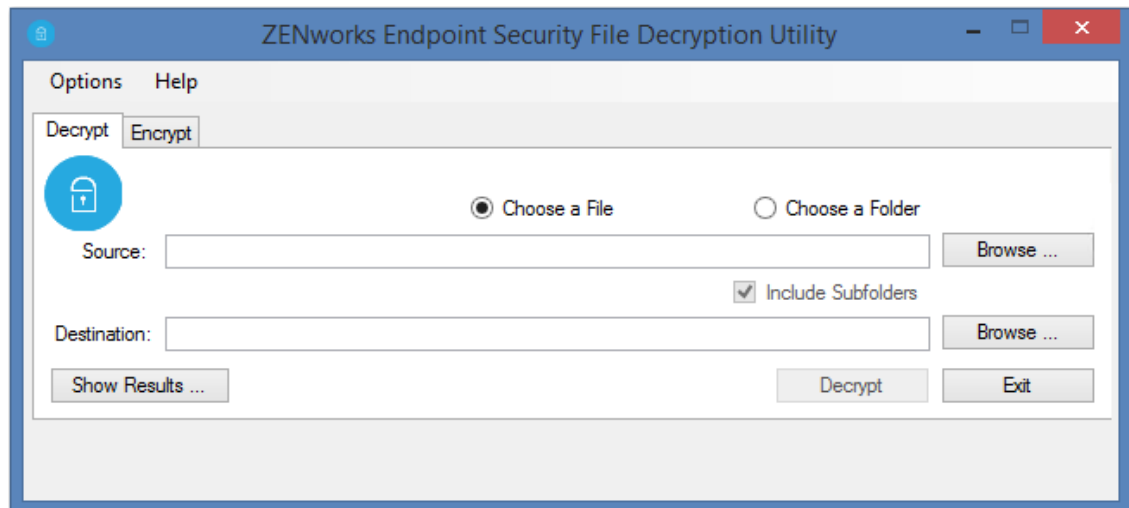 ZENworks Endpoint Security File Decryption Utility
Options Help
Decrypt Encrypt
Choose a File Choose a Folder
Source: Browse ...
Include Subfolders
Destination: Browse ...
Show Results ... Decrypt Exit